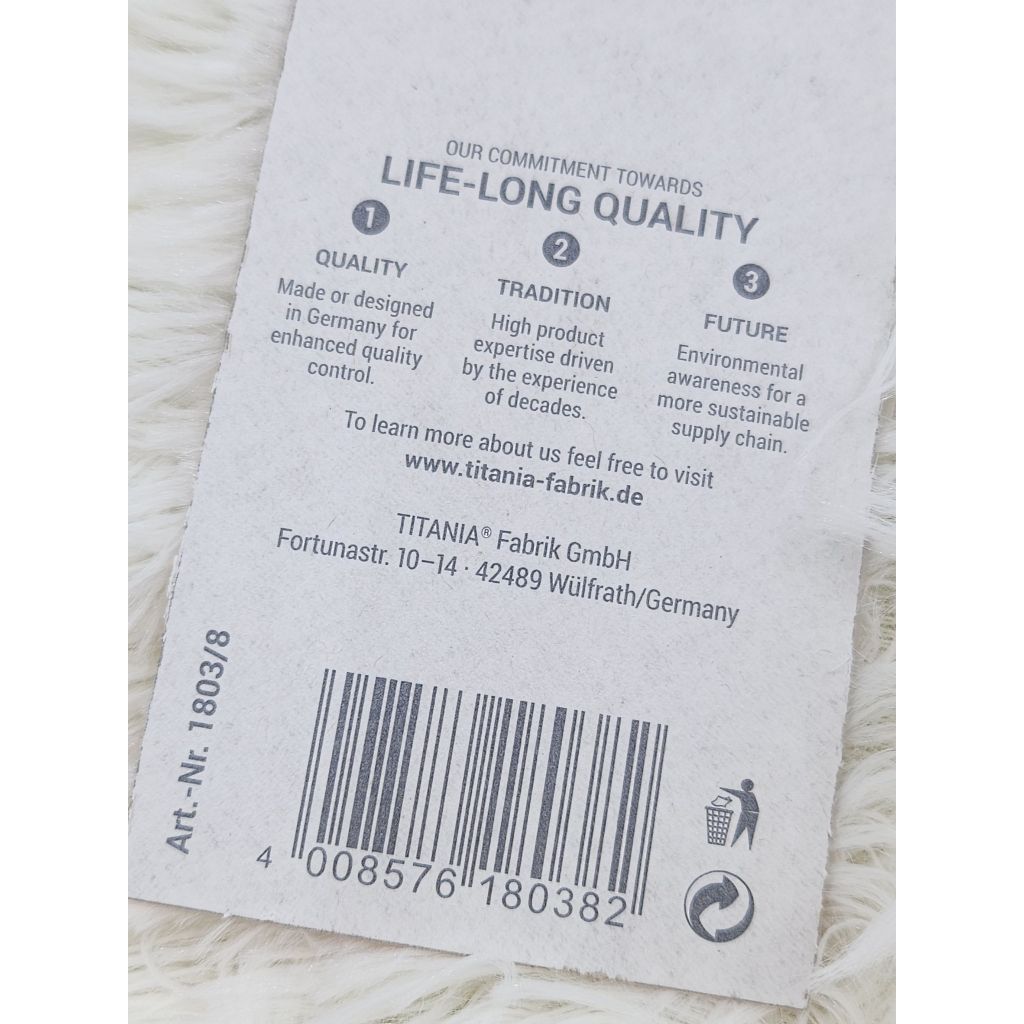 OUR COMMITMENT TOWARDS
LIFE-LONG QUALITY
1
QUALITY
Made or designed
in Germany for
enhanced quality
control.
2
TRADITION
High product
expertise driven
by the experience
of decades.
3
FUTURE
Environmental
awareness for a
more sustainable
supply chain.
To learn more about us feel free to visit
www.titania-fabrik.de
TITANIA® Fabrik GmbH
Fortunastr. 10–14 · 42489 Wülfrath/Germany
Art.-Nr. 1803/8
4 008576 180382